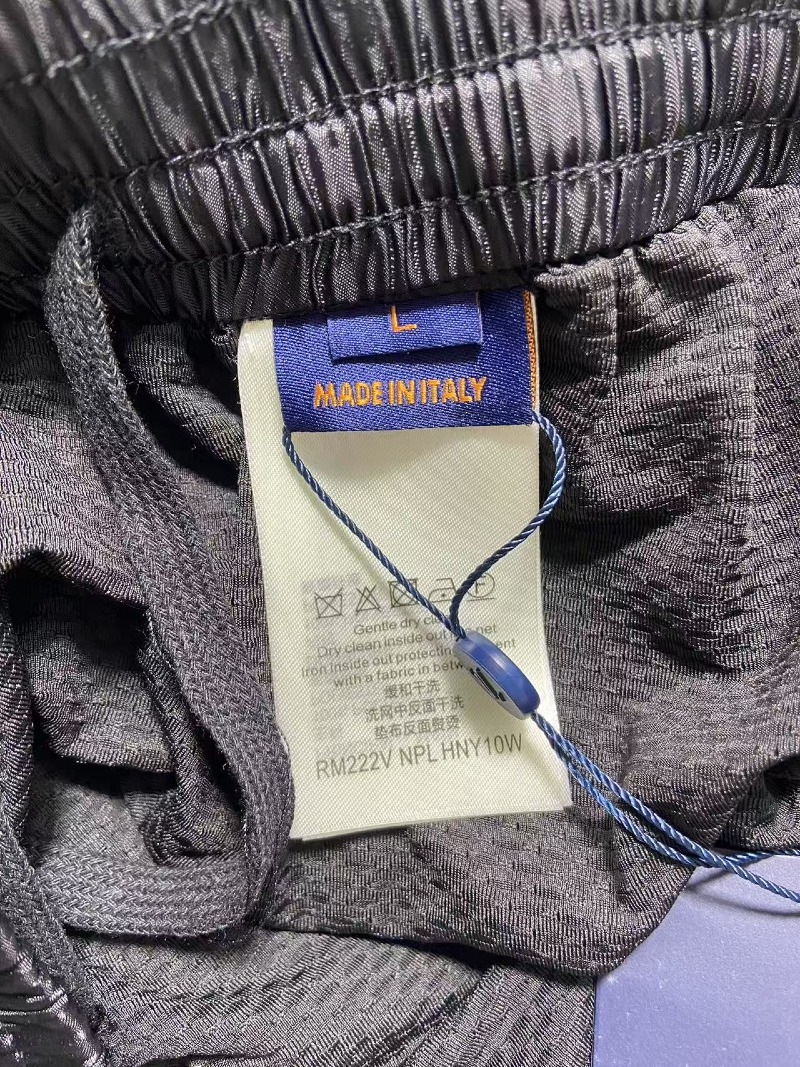 L
MADE IN ITALY
F
Gentle dry
Dry clean inside out net
Iron inside out protecting
with a fabric in
缓和干洗
洗网中反面干洗
垫布反面熨烫
RM222V NPL HNY10W